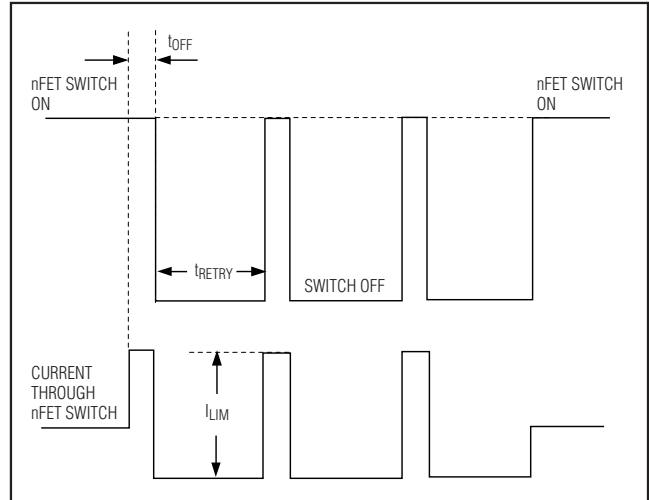 tOFF
nFET SWITCH
ON
nFET SWITCH
ON
tRETRY
SWITCH OFF
CURRENT
THROUGH
nFET SWITCH
ILIM